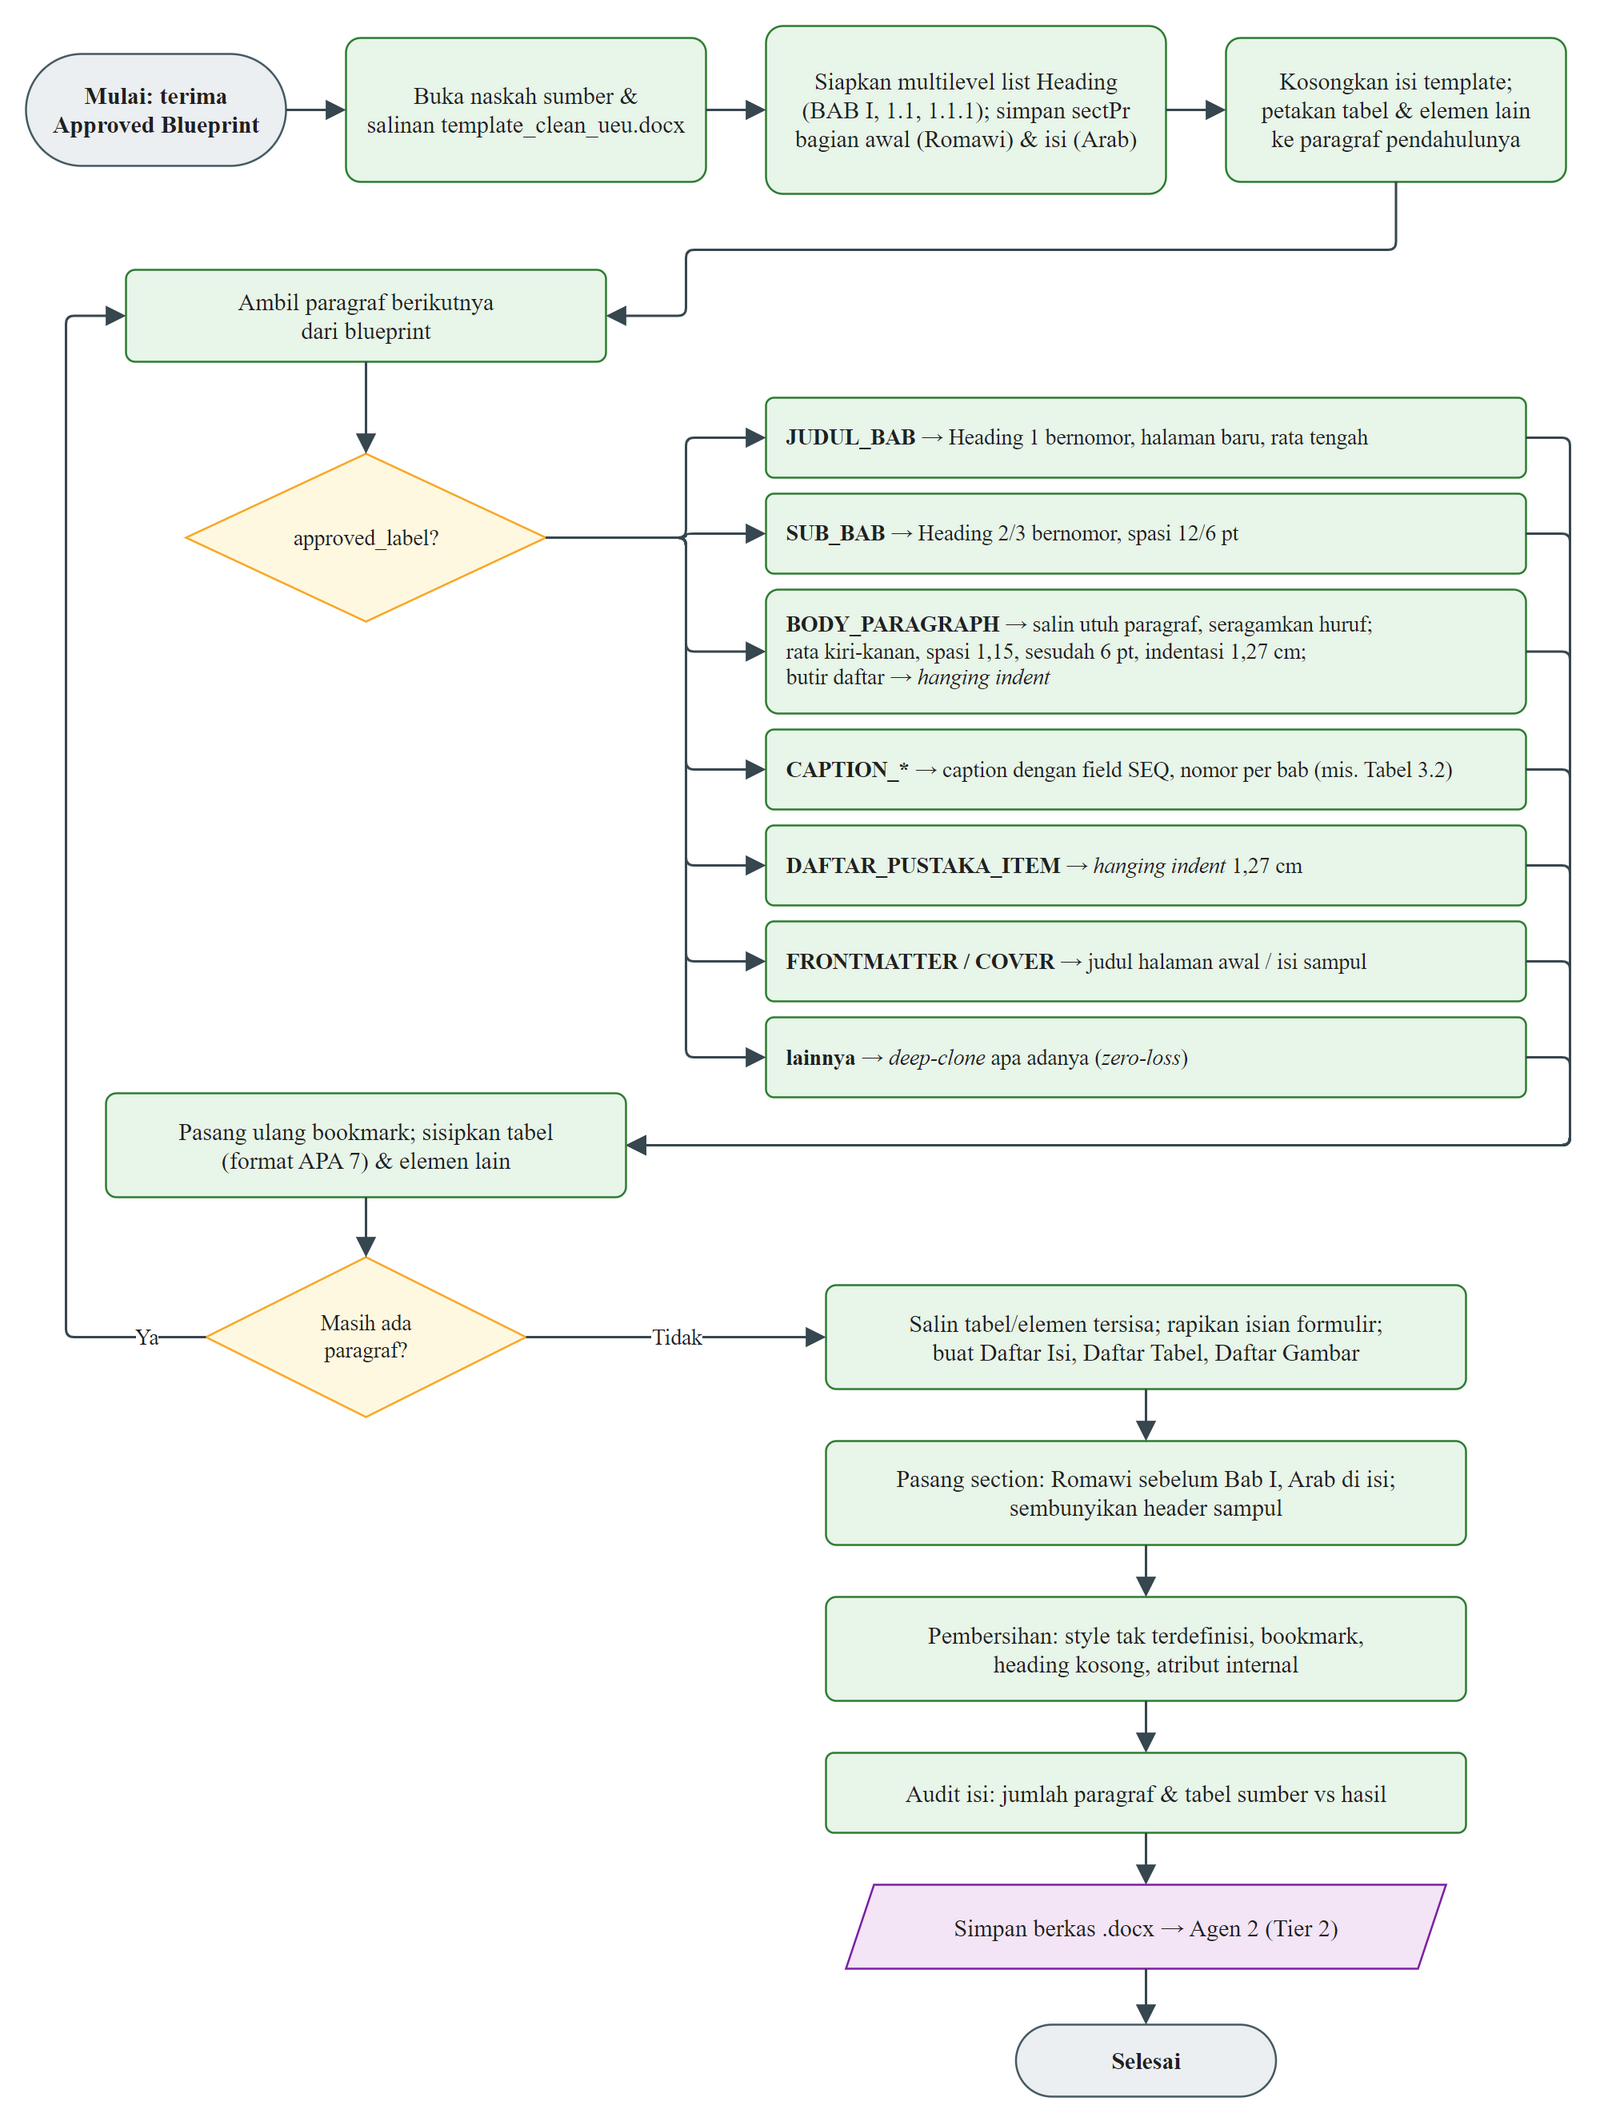 Mulai: terima
Approved Blueprint
Buka naskah sumber &
salinan template_clean_ueu.docx
Siapkan multilevel list Heading
(BAB I, 1.1, 1.1.1); simpan sectPr
bagian awal (Romawi) & isi (Arab)
Kosongkan isi template;
petakan tabel & elemen lain
ke paragraf pendahulunya
Ambil paragraf berikutnya
dari blueprint
approved_label?
JUDUL_BAB → Heading 1 bernomor, halaman baru, rata tengah
SUB_BAB → Heading 2/3 bernomor, spasi 12/6 pt
BODY_PARAGRAPH → salin utuh paragraf, seragamkan huruf;
rata kiri-kanan, spasi 1,15, sesudah 6 pt, indentasi 1,27 cm;
butir daftar → hanging indent
CAPTION_* → caption dengan field SEQ, nomor per bab (mis. Tabel 3.2)
DAFTAR_PUSTAKA_ITEM → hanging indent 1,27 cm
FRONTMATTER / COVER → judul halaman awal / isi sampul
lainnya → deep-clone apa adanya (zero-loss)
Pasang ulang bookmark; sisipkan tabel
(format APA 7) & elemen lain
Masih ada
paragraf?
Ya
Tidak
Salin tabel/elemen tersisa; rapikan isian formulir;
buat Daftar Isi, Daftar Tabel, Daftar Gambar
Pasang section: Romawi sebelum Bab I, Arab di isi;
sembunyikan header sampul
Pembersihan: style tak terdefinisi, bookmark,
heading kosong, atribut internal
Audit isi: jumlah paragraf & tabel sumber vs hasil
Simpan berkas .docx → Agen 2 (Tier 2)
Selesai